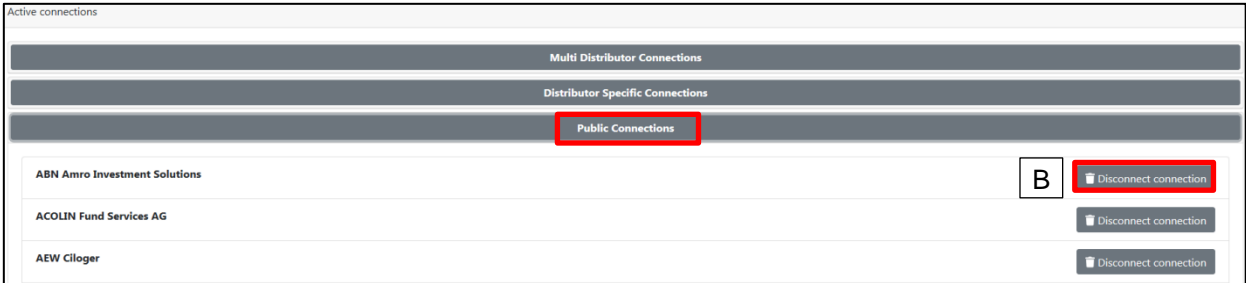 Active connections
Multi Distributor Connections
Distributor Specific Connections
Public Connections
ABN Amro Investment Solutions
B
Disconnect connection
ACOLIN Fund Services AG
Disconnect connection
AEW Ciloger
Disconnect connection